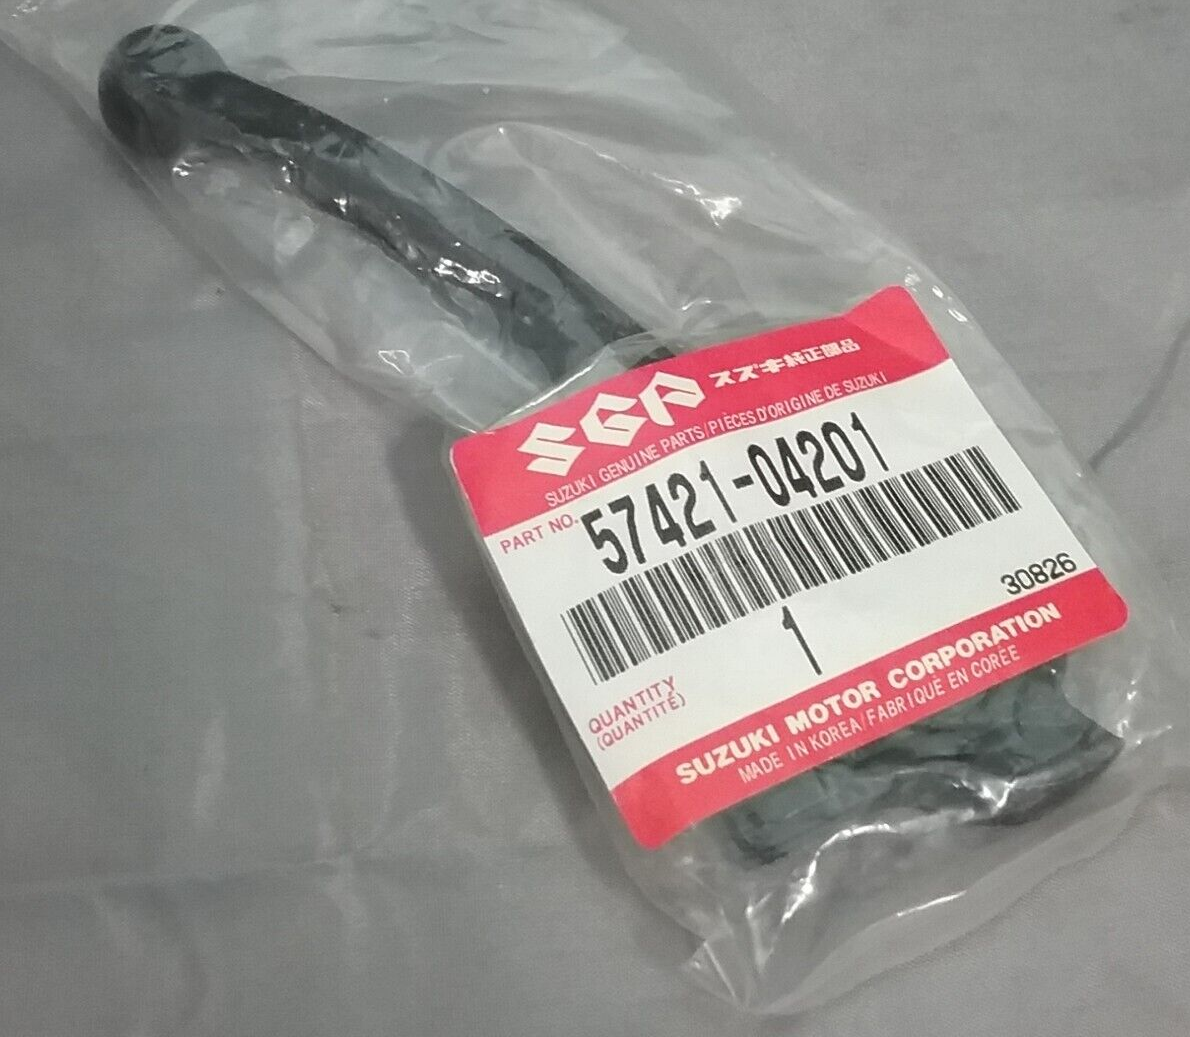 SGP スズキ純正部品
SUZUKI GENUINE PARTS/PIÈCES D'ORIGINE DE SUZUKI
PART NO. 57421-04201
1
30826
QUANTITY
(QUANTITÉ)
SUZUKI MOTOR CORPORATION
MADE IN KOREA/FABRIQUÉ EN CORÉE